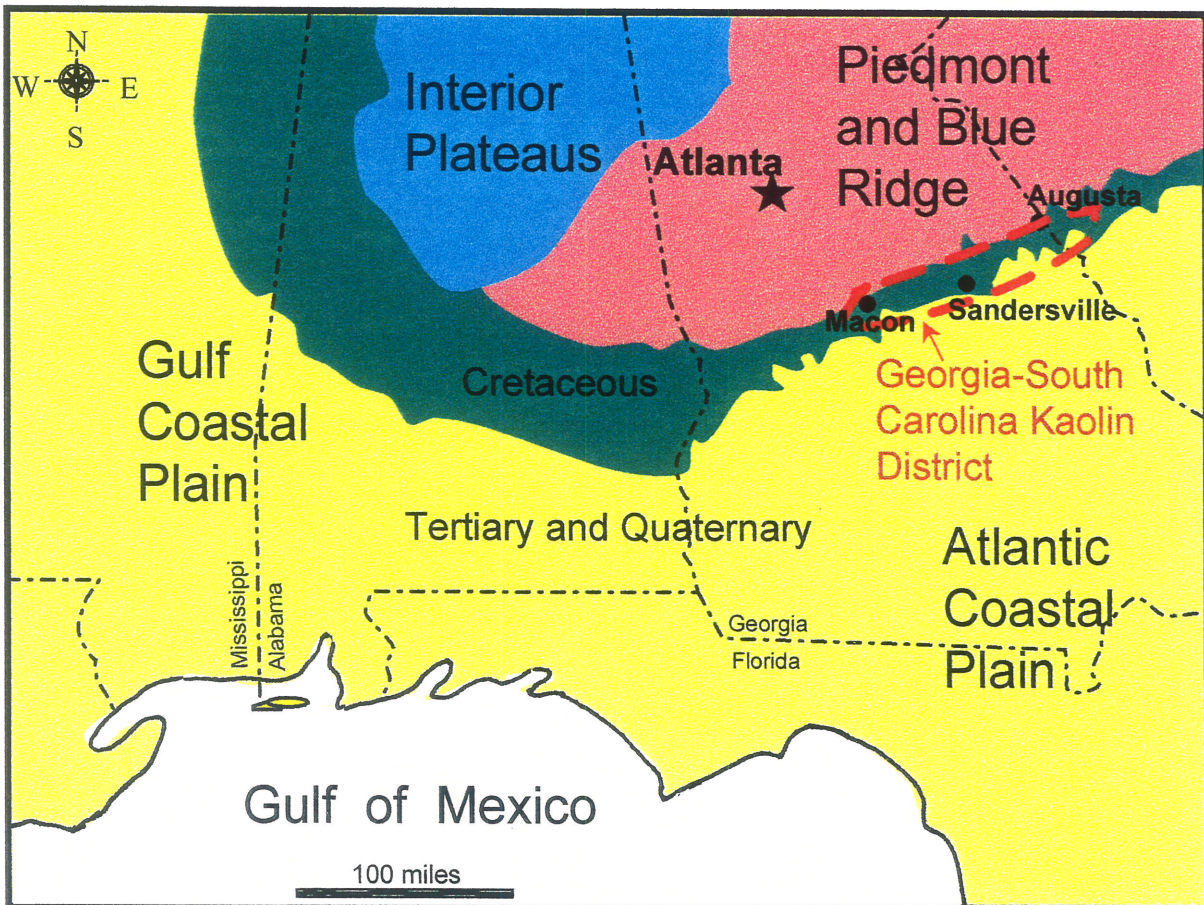 N
W E
S
Interior
Plateaus
Piedmont
and Blue
Ridge
Atlanta
Augusta
Macon
Sandersville
Gulf
Coastal
Plain
Cretaceous
Georgia-South
Carolina Kaolin
District
Tertiary and Quaternary
Atlantic
Coastal
Plain
Mississippi
Alabama
Georgia
Florida
Gulf of Mexico
100 miles